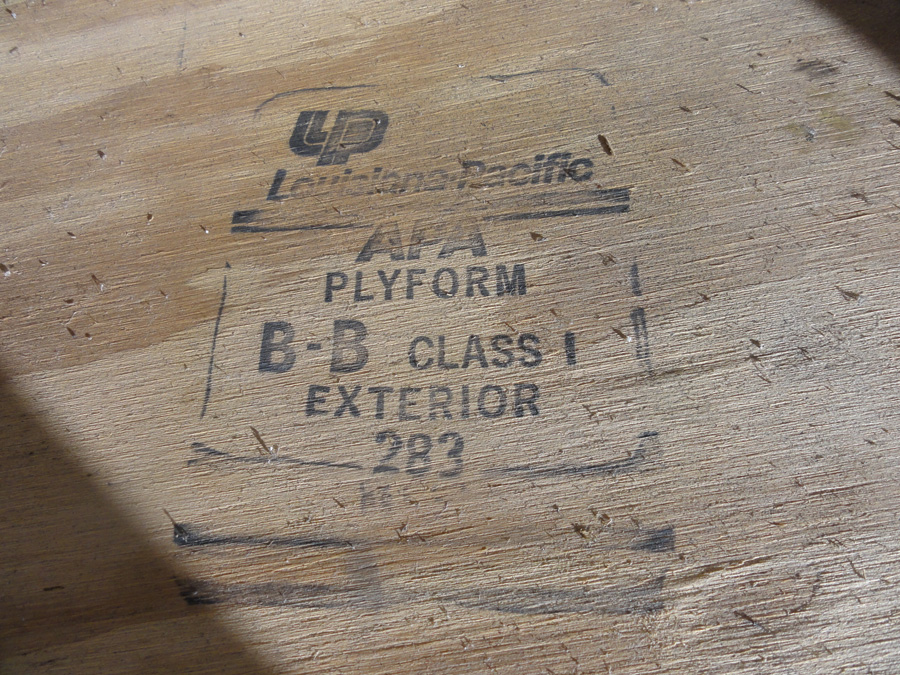 LP
Louisiana-Pacific
APA
PLYFORM
B-B CLASS I
EXTERIOR
283